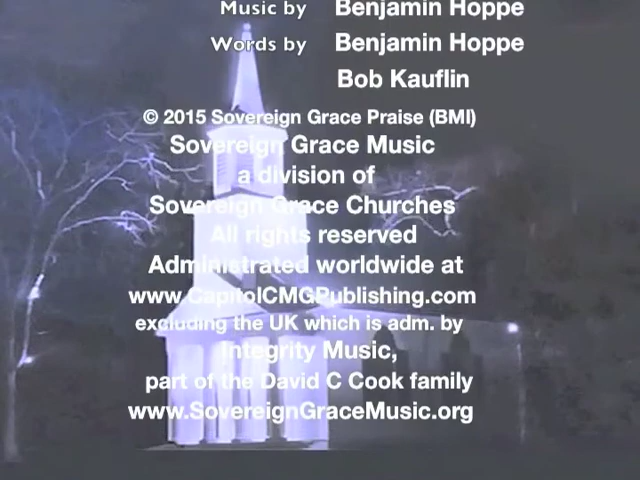 Music by Benjamin Hoppe
Words by Benjamin Hoppe
Bob Kauflin
© 2015 Sovereign Grace Praise (BMI)
Sovereign Grace Music
a division of
Sovereign Grace Churches
All rights reserved
Administrated worldwide at
www.CapitolCMGPublishing.com
excluding the UK which is adm. by
Integrity Music,
part of the David C Cook family
www.SovereignGraceMusic.org